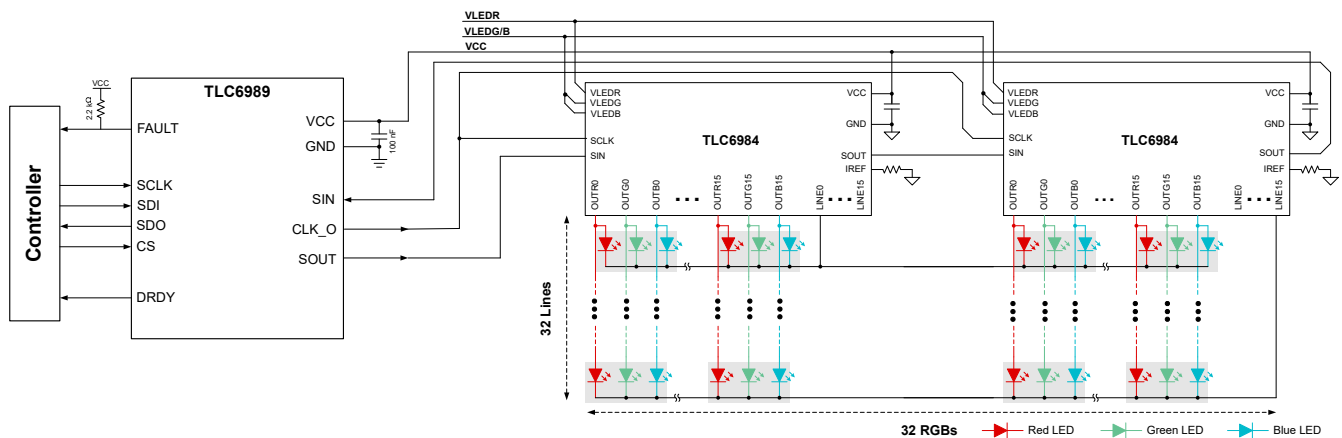 VLEDR
VLEDG/B
VCC
VCC
2.2 kΩ
TLC6989
Controller
FAULT
SCLK
SDI
SDO
CS
DRDY
VCC
GND
SIN
CLK_O
SOUT
100 nF
VLEDR
VLEDG
VLEDB
SCLK
SIN
TLC6984
VCC
GND
SOUT
IREF
OUTR0
OUTG0
OUTB0
OUTR15
OUTG15
OUTB15
LINE0
LINE15
VLEDR
VLEDG
VLEDB
SCLK
SIN
TLC6984
VCC
GND
SOUT
IREF
OUTR0
OUTG0
OUTB0
OUTR15
OUTG15
OUTB15
LINE0
LINE15
32 Lines
32 RGBs
Red LED
Green LED
Blue LED